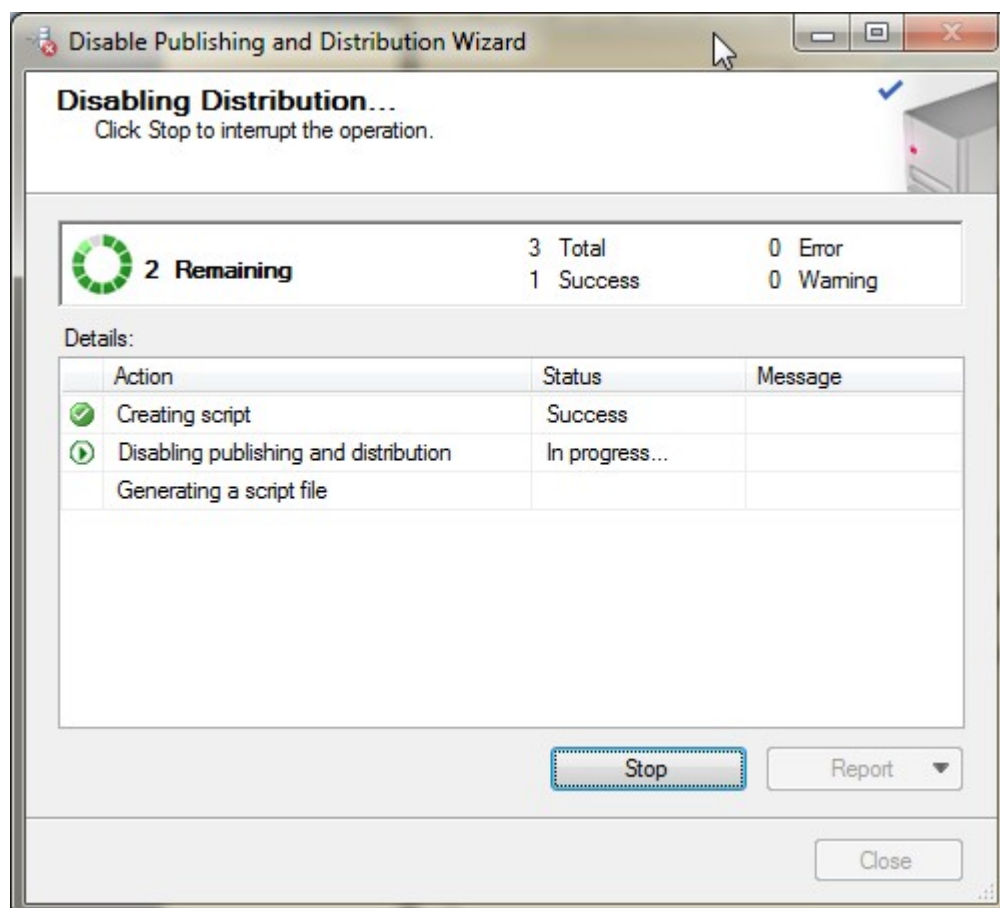 Disable Publishing and Distribution Wizard
Disabling Distribution...
Click Stop to interrupt the operation.
2 Remaining
3 Total
0 Error
1 Success
0 Warning
Details:
Action Status Message
Creating script Success
Disabling publishing and distribution In progress...
Generating a script file
Stop Report
Close